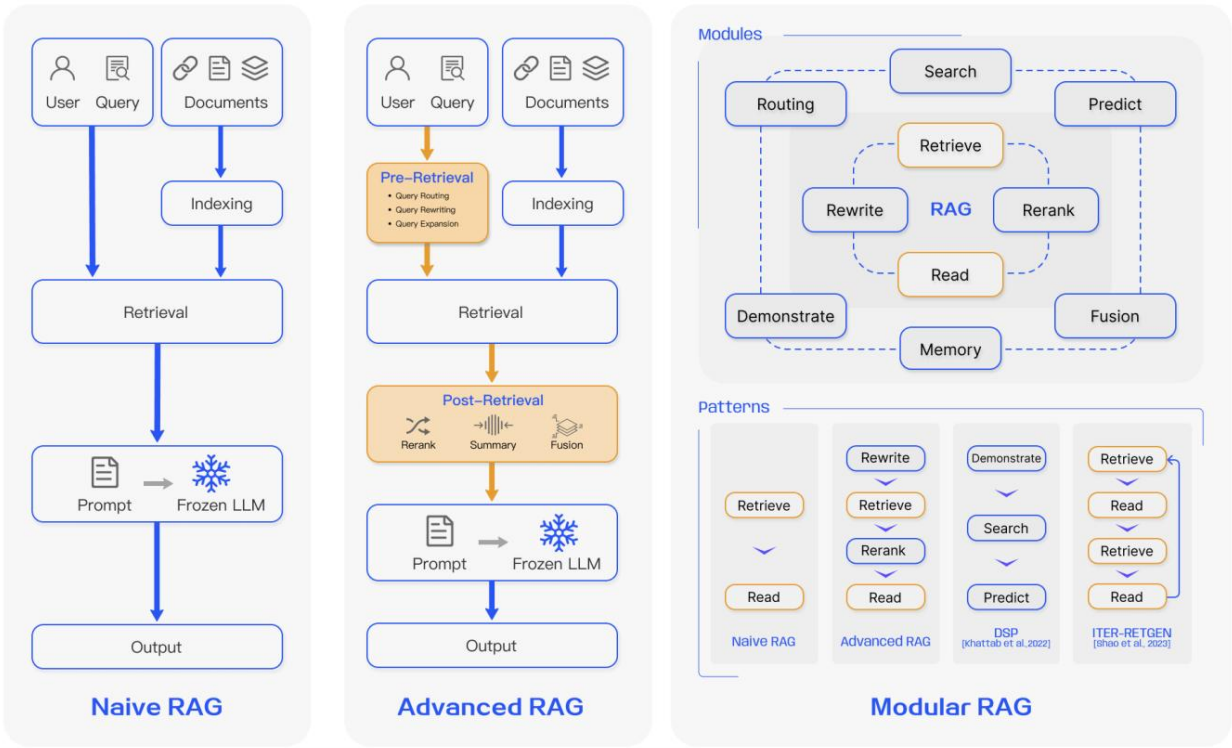 User Query
Documents
Indexing
Retrieval
Prompt
Frozen LLM
Output
Naive RAG
User Query
Documents
Pre-Retrieval
• Query Routing
• Query Rewriting
• Query Expansion
Indexing
Retrieval
Post-Retrieval
Rerank
Summary
Fusion
Prompt
Frozen LLM
Output
Advanced RAG
Modules
Search
Routing
Predict
Retrieve
Rewrite
RAG
Rerank
Read
Demonstrate
Fusion
Memory
Patterns
Retrieve
Read
Naive RAG
Rewrite
Retrieve
Rerank
Read
Advanced RAG
Demonstrate
Search
Predict
DSP
[Khattab et al.,2022]
Retrieve
Read
Retrieve
Read
ITER-RETGEN
[Shao et al., 2023]
Modular RAG